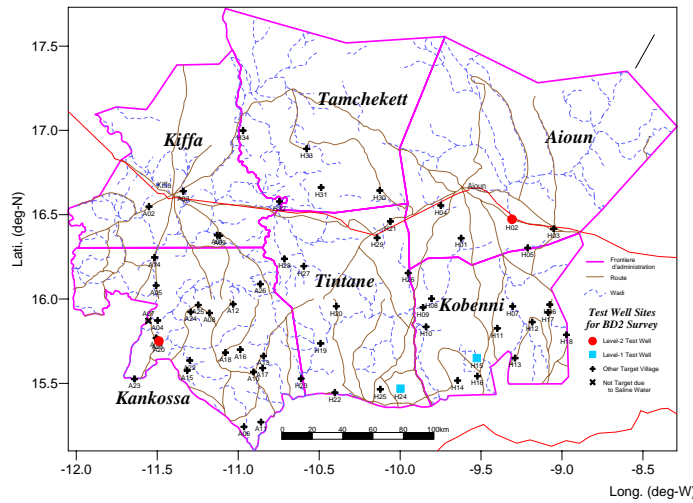 17.5
17.0
16.5
16.0
15.5
Lati. (deg-N)
-12.0
-11.5
-11.0
-10.5
-10.0
-9.5
-9.0
-8.5
Long. (deg-W)
Tamchekett
Kiffa
Aioun
Tintane
Kobenni
Kankossa
Kiffa
Aioun
H34
H33
H31
H30
A02
A03
H32
H04
H02
H03
H21
H29
H01
H05
A14
H28
H27
H26
A05
A26
H08
H07
H06
H17
A07
A04
A24
A25
A08
A12
H20
H09
H10
H11
H12
H18
A20
H19
A18
A16
A13
A22
A15
A10
A17
A23
H23
H22
H25
H24
H14
H15
H16
H13
A06
A11
Frontiere
d'administration
Route
Wadi
Test Well Sites
for BD2 Survey
Level-2 Test Well
Level-1 Test Well
Other Target Village
Not Target due
to Saline Water
0 20 40 60 80 100km